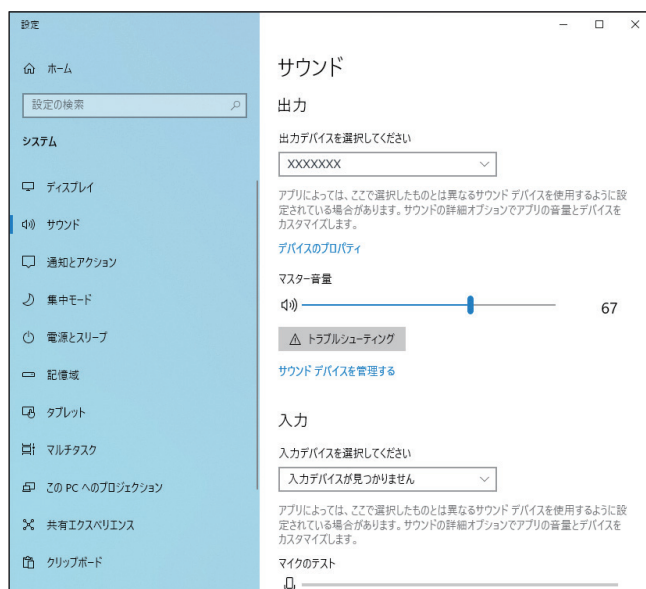 設定
ホーム
設定の検索
システム
ディスプレイ
サウンド
通知とアクション
集中モード
電源とスリープ
記憶域
タブレット
マルチタスク
この PC へのプロジェクション
共有エクスペリエンス
クリップボード
サウンド
出力
出力デバイスを選択してください
XXXXXXX
アプリによっては、ここで選択したものとは異なるサウンド デバイスを使用するように設
定されている場合があります。サウンドの詳細オプションでアプリの音量とデバイスを
カスタマイズします。
デバイスのプロパティ
マスター音量
67
トラブルシューティング
サウンド デバイスを管理する
入力
入力デバイスを選択してください
入力デバイスが見つかりません
アプリによっては、ここで選択したものとは異なるサウンド デバイスを使用するように設
定されている場合があります。サウンドの詳細オプションでアプリの音量とデバイスを
カスタマイズします。
マイクのテスト